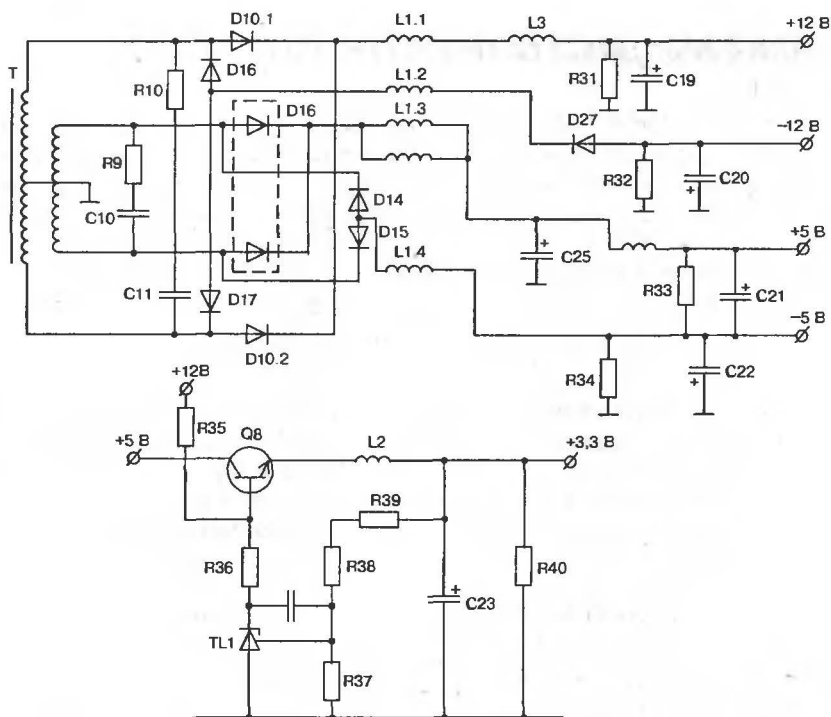 D10.1
L1.1
L3
+12 В
D16
L1.2
R31
C19
T
R10
D16
L1.3
D27
–12 В
R9
R32
C20
D14
C10
D15
+5 В
L1.4
C25
R33
C21
C11
D17
–5 В
D10.2
R34
C22
+12В
R35
+5 В
Q8
L2
+3,3 В
R39
R36
R38
R40
C23
TL1
R37